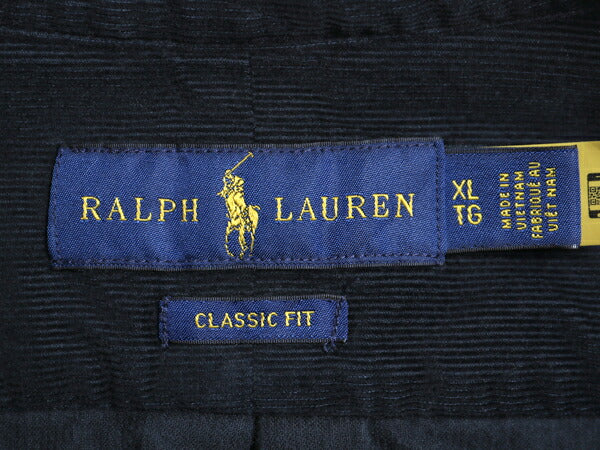 RALPH LAUREN
XL
TG
MADE IN
VIETNAM
FABRIQUÉ AU
VIÊT NAM
CLASSIC FIT